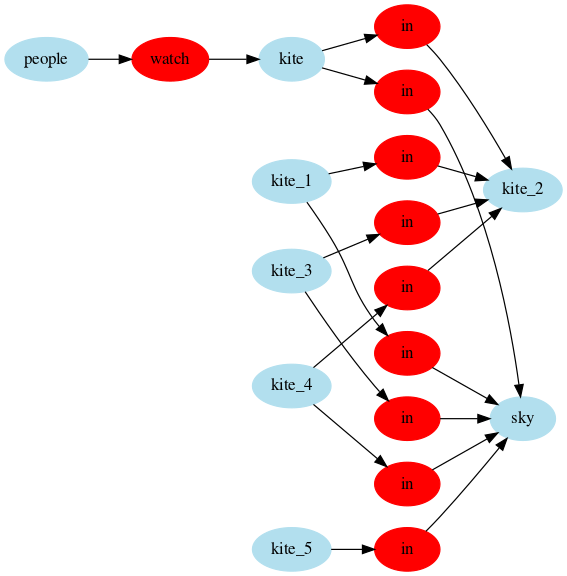 in
people
watch
kite
in
in
kite_1
kite_2
in
kite_3
in
in
kite_4
sky
in
in
kite_5
in